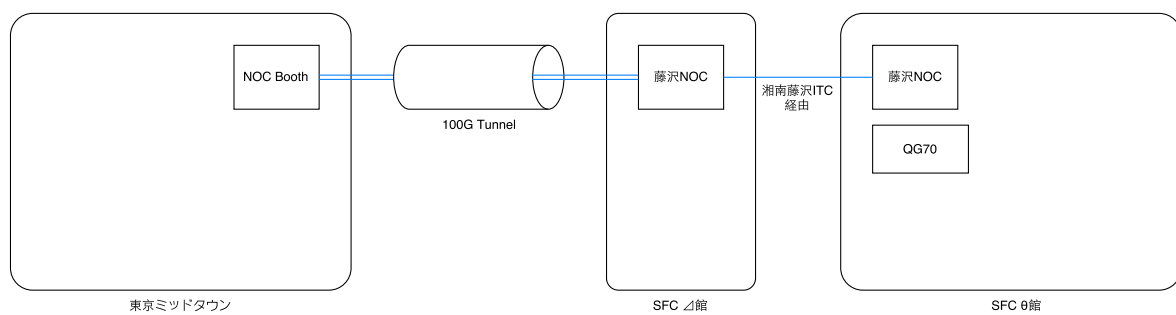 NOC Booth
100G Tunnel
藤沢NOC
湘南藤沢ITC
経由
藤沢NOC
QG70
東京ミッドタウン
SFC ⊿館
SFC θ館